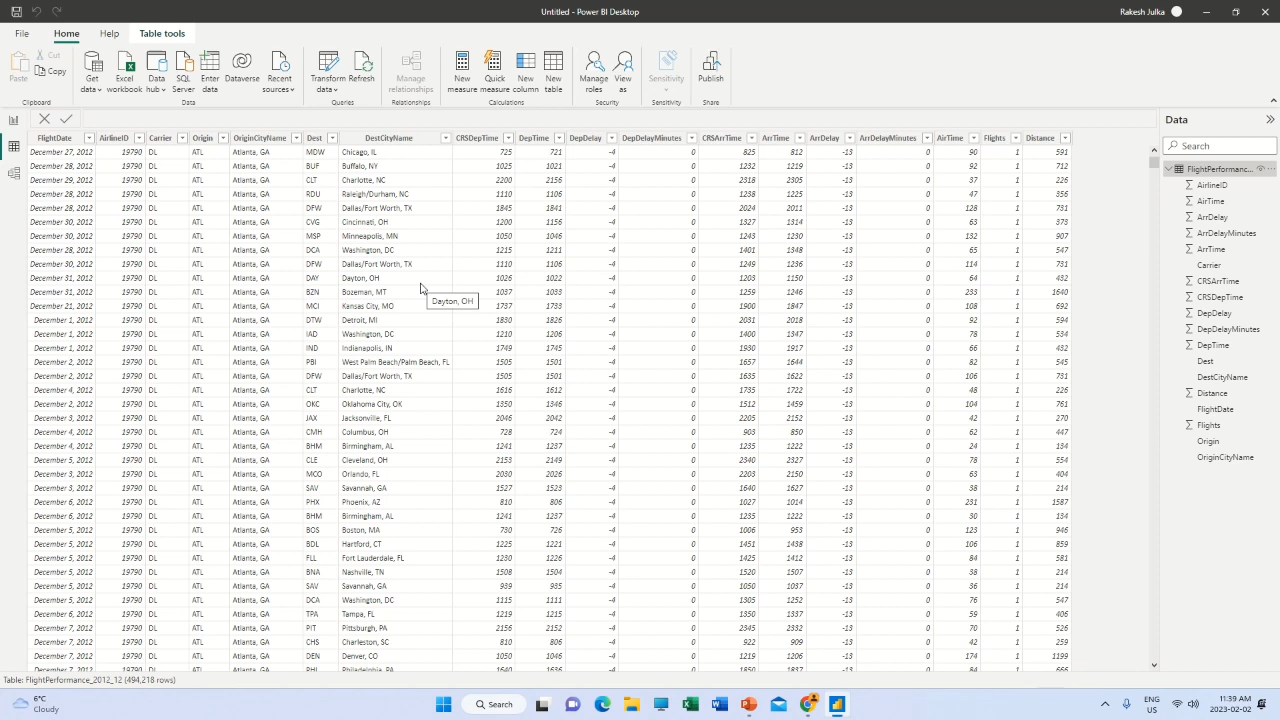 Untitled - Power BI Desktop
Rakesh Julka
File Home Help Table tools
Paste Cut Copy
Get data Excel workbook Data hub SQL Server Enter data Dataverse Recent sources
Transform data Refresh
Manage relationships
New measure Quick measure New column New table
Manage roles View as
Sensitivity
Publish
Clipboard Data Queries Relationships Calculations Security Sensitivity Share
FlightDate AirlineID Carrier Origin OriginCityName Dest DestCityName CRSDepTime DepTime DepDelay DepDelayMinutes CRSArrTime ArrTime ArrDelay ArrDelayMinutes AirTime Flights Distance
December 27, 2012 19790 DL ATL Atlanta, GA MDW Chicago, IL 725 721 -4 0 825 812 -13 0 90 1 591
December 28, 2012 19790 DL ATL Atlanta, GA BUF Buffalo, NY 1025 1021 -4 0 1232 1219 -13 0 91 1 712
December 29, 2012 19790 DL ATL Atlanta, GA CLT Charlotte, NC 2200 2156 -4 0 2318 2305 -13 0 37 1 226
December 28, 2012 19790 DL ATL Atlanta, GA RDU Raleigh/Durham, NC 1110 1106 -4 0 1238 1225 -13 0 47 1 356
December 28, 2012 19790 DL ATL Atlanta, GA DFW Dallas/Fort Worth, TX 1845 1841 -4 0 2024 2011 -13 0 128 1 731
December 30, 2012 19790 DL ATL Atlanta, GA CVG Cincinnati, OH 1200 1156 -4 0 1327 1314 -13 0 63 1 373
December 30, 2012 19790 DL ATL Atlanta, GA MSP Minneapolis, MN 1050 1046 -4 0 1243 1230 -13 0 132 1 907
December 28, 2012 19790 DL ATL Atlanta, GA DCA Washington, DC 1215 1211 -4 0 1401 1348 -13 0 65 1 547
December 30, 2012 19790 DL ATL Atlanta, GA DFW Dallas/Fort Worth, TX 1110 1106 -4 0 1249 1236 -13 0 114 1 731
December 31, 2012 19790 DL ATL Atlanta, GA DAY Dayton, OH 1026 1022 -4 0 1203 1150 -13 0 64 1 432
December 31, 2012 19790 DL ATL Atlanta, GA BZN Bozeman, MT 1037 1033 -4 0 1259 1246 -13 0 233 1 1640
December 21, 2012 19790 DL ATL Atlanta, GA MCI Kansas City, MO 1737 1733 -4 0 1900 1847 -13 0 108 1 692
Dayton, OH
December 1, 2012 19790 DL ATL Atlanta, GA DTW Detroit, MI 1830 1826 -4 0 2031 2018 -13 0 92 1 594
December 1, 2012 19790 DL ATL Atlanta, GA IAD Washington, DC 1210 1206 -4 0 1400 1347 -13 0 78 1 534
December 1, 2012 19790 DL ATL Atlanta, GA IND Indianapolis, IN 1749 1745 -4 0 1930 1917 -13 0 66 1 432
December 2, 2012 19790 DL ATL Atlanta, GA PBI West Palm Beach/Palm Beach, FL 1505 1501 -4 0 1657 1644 -13 0 82 1 545
December 2, 2012 19790 DL ATL Atlanta, GA DFW Dallas/Fort Worth, TX 1505 1501 -4 0 1635 1622 -13 0 106 1 731
December 4, 2012 19790 DL ATL Atlanta, GA CLT Charlotte, NC 1616 1612 -4 0 1735 1722 -13 0 48 1 226
December 2, 2012 19790 DL ATL Atlanta, GA OKC Oklahoma City, OK 1350 1346 -4 0 1512 1459 -13 0 104 1 761
December 3, 2012 19790 DL ATL Atlanta, GA JAX Jacksonville, FL 2046 2042 -4 0 2205 2152 -13 0 42 1 270
December 4, 2012 19790 DL ATL Atlanta, GA CMH Columbus, OH 728 724 -4 0 903 850 -13 0 62 1 447
December 4, 2012 19790 DL ATL Atlanta, GA BHM Birmingham, AL 1241 1237 -4 0 1235 1222 -13 0 24 1 134
December 5, 2012 19790 DL ATL Atlanta, GA CLE Cleveland, OH 2153 2149 -4 0 2340 2327 -13 0 78 1 554
December 3, 2012 19790 DL ATL Atlanta, GA MCO Orlando, FL 2030 2026 -4 0 2203 2150 -13 0 63 1 404
December 5, 2012 19790 DL ATL Atlanta, GA SAV Savannah, GA 1527 1523 -4 0 1640 1627 -13 0 38 1 214
December 6, 2012 19790 DL ATL Atlanta, GA PHX Phoenix, AZ 810 806 -4 0 1027 1014 -13 0 231 1 1587
December 6, 2012 19790 DL ATL Atlanta, GA BHM Birmingham, AL 1241 1237 -4 0 1235 1222 -13 0 30 1 134
December 5, 2012 19790 DL ATL Atlanta, GA BOS Boston, MA 730 726 -4 0 1006 953 -13 0 123 1 946
December 5, 2012 19790 DL ATL Atlanta, GA BDL Hartford, CT 1225 1221 -4 0 1451 1438 -13 0 106 1 859
December 5, 2012 19790 DL ATL Atlanta, GA FLL Fort Lauderdale, FL 1230 1226 -4 0 1425 1412 -13 0 84 1 581
December 5, 2012 19790 DL ATL Atlanta, GA BNA Nashville, TN 1508 1504 -4 0 1520 1507 -13 0 38 1 214
December 5, 2012 19790 DL ATL Atlanta, GA SAV Savannah, GA 939 935 -4 0 1050 1037 -13 0 36 1 214
December 5, 2012 19790 DL ATL Atlanta, GA DCA Washington, DC 1115 1111 -4 0 1305 1252 -13 0 76 1 547
December 7, 2012 19790 DL ATL Atlanta, GA TPA Tampa, FL 1219 1215 -4 0 1350 1337 -13 0 59 1 406
December 7, 2012 19790 DL ATL Atlanta, GA PIT Pittsburgh, PA 2156 2152 -4 0 2345 2332 -13 0 70 1 526
December 7, 2012 19790 DL ATL Atlanta, GA CHS Charleston, SC 810 806 -4 0 922 909 -13 0 42 1 259
December 7, 2012 19790 DL ATL Atlanta, GA DEN Denver, CO 1050 1046 -4 0 1219 1206 -13 0 174 1 1199
December 7, 2012 19790 DL ATL Atlanta, GA PHL Philadelphia, PA 1640 1636 -4 0 1850 1837 -13 0 84 1 666
Data
Search
FlightPerformanc...
AirlineID
AirTime
ArrDelay
ArrDelayMinutes
ArrTime
Carrier
CRSArrTime
CRSDepTime
DepDelay
DepDelayMinutes
DepTime
Dest
DestCityName
Distance
FlightDate
Flights
Origin
OriginCityName
Table: FlightPerformance_2012_12 (494,218 rows)
6°C
Cloudy
Search
ENG
US
11:39 AM
2023-02-02